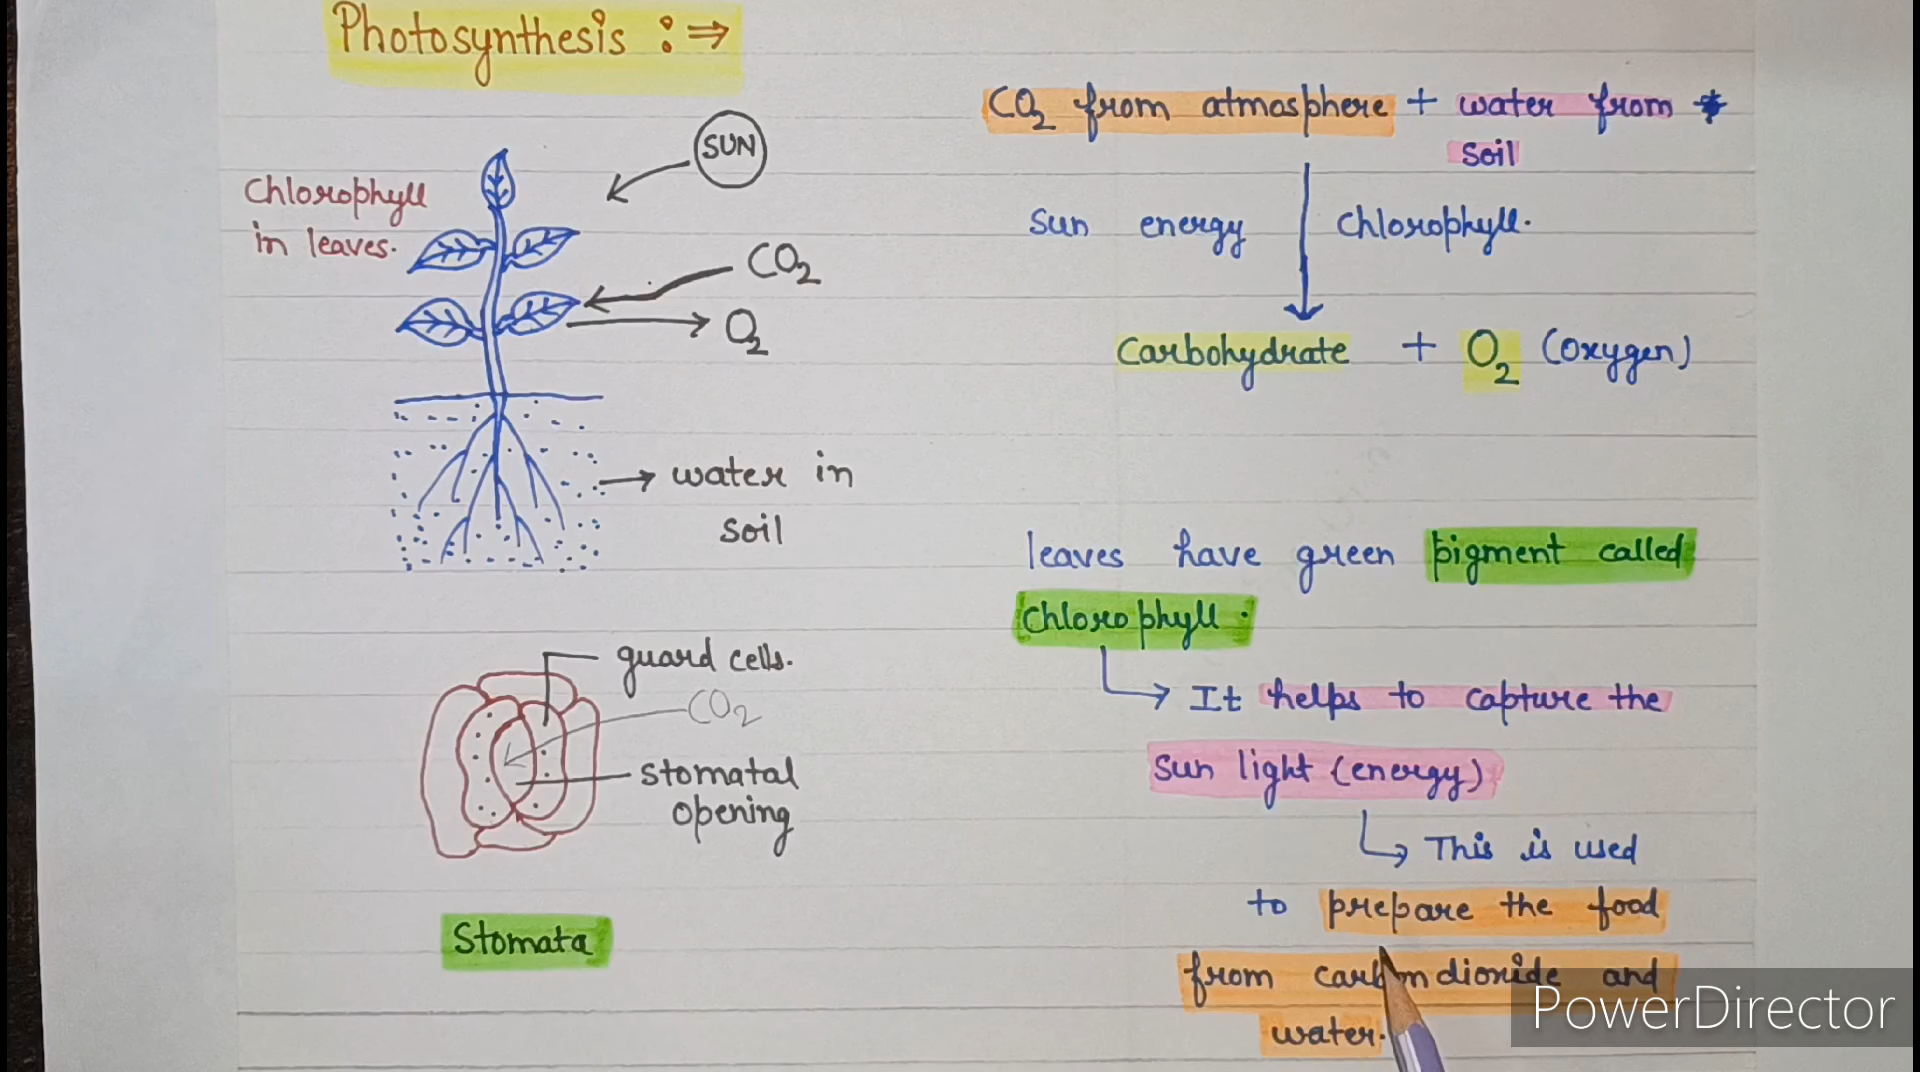 Photosynthesis :⇒
SUN
Chlorophyll
in leaves.
CO2
O2
water in
soil
guard cells.
CO2
stomatal
opening
Stomata
CO2 from atmosphere + water from
soil
Sun energy chlorophyll.
Carbohydrate + O2 (oxygen)
leaves have green pigment called
chlorophyll.
It helps to capture the
sun light (energy)
This is used
to prepare the food
from carbondioxide and
water.
PowerDirector